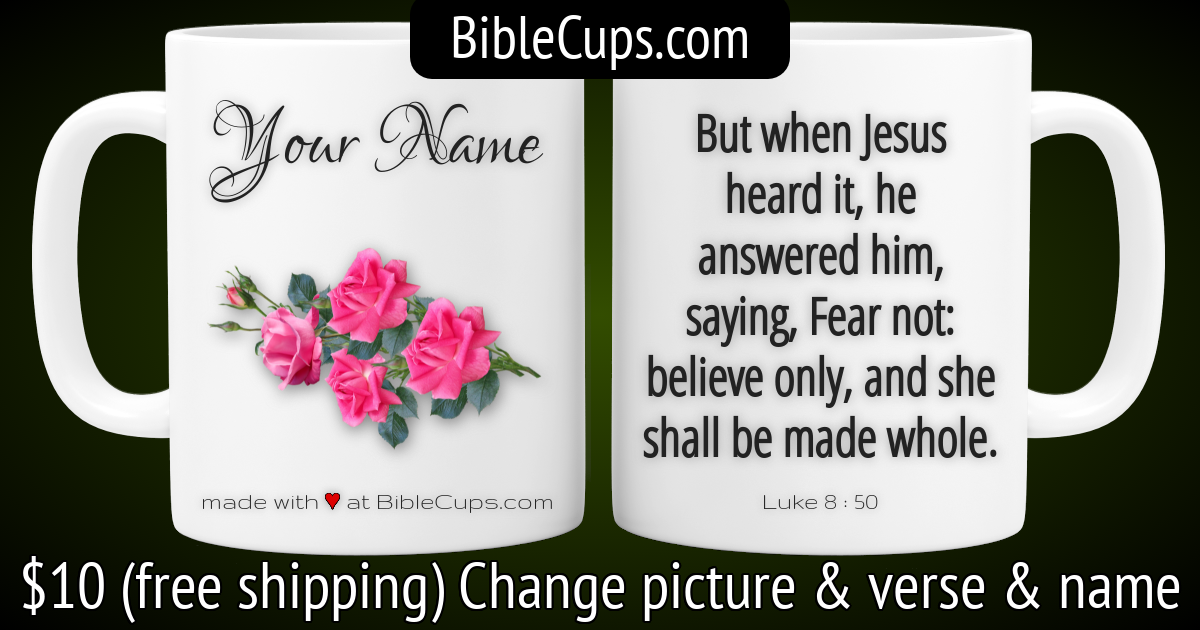 BibleCups.com
Your Name
made with ♥ at BibleCups.com
But when Jesus
heard it, he
answered him,
saying, Fear not:
believe only, and she
shall be made whole.
Luke 8 : 50
$10 (free shipping) Change picture & verse & name